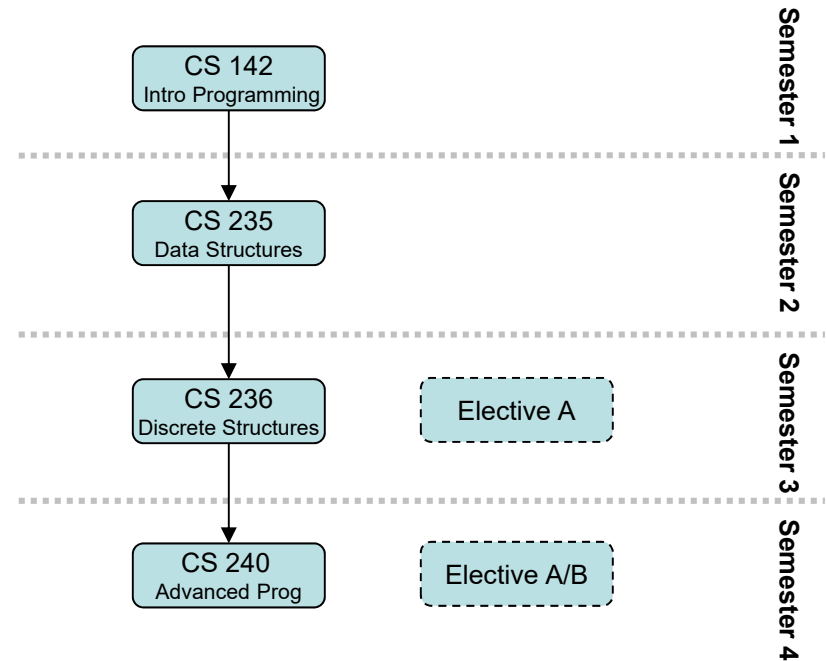 CS 142
Intro Programming
Semester 1
CS 235
Data Structures
Semester 2
CS 236
Discrete Structures
Elective A
Semester 3
CS 240
Advanced Prog
Elective A/B
Semester 4